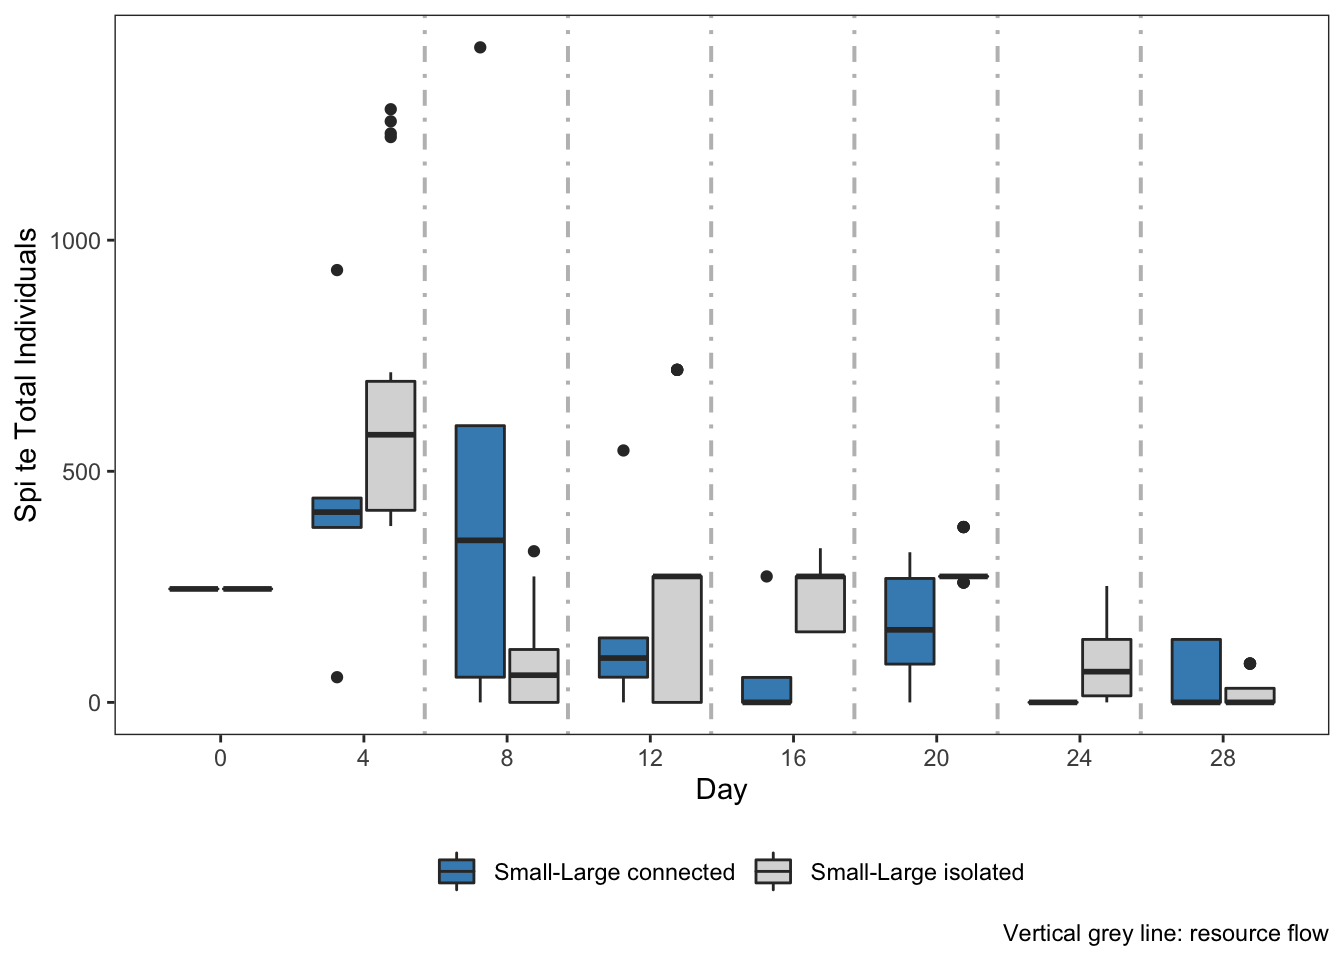 Spi te Total Individuals
1000
500
0
0 4 8 12 16 20 24 28
Day
Small-Large connected Small-Large isolated
Vertical grey line: resource flow